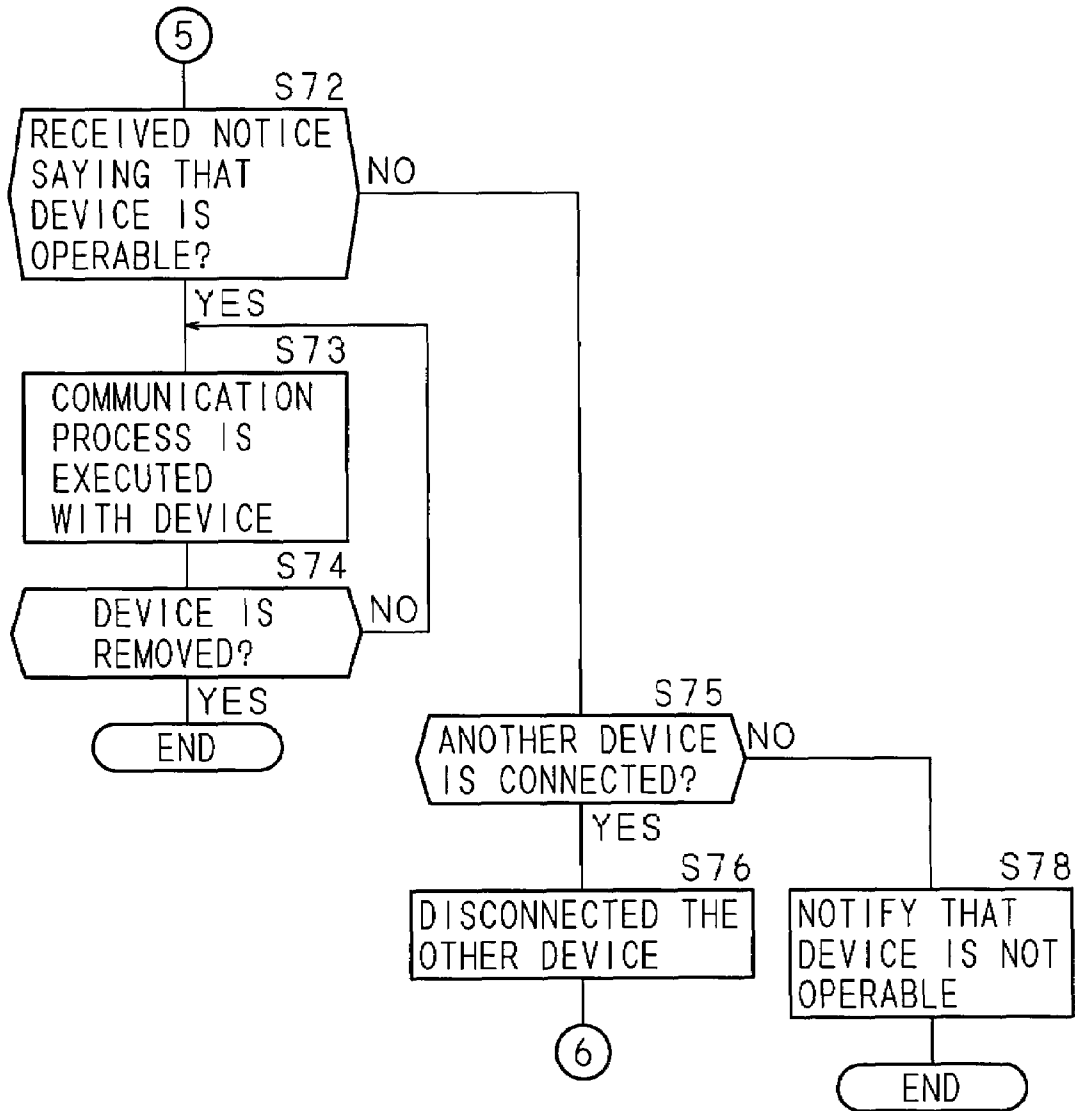 5
S72
RECEIVED NOTICE
SAYING THAT
DEVICE IS
OPERABLE?
NO
YES
S73
COMMUNICATION
PROCESS IS
EXECUTED
WITH DEVICE
S74
DEVICE IS
REMOVED?
NO
YES
END
S75
ANOTHER DEVICE
IS CONNECTED?
NO
YES
S76
DISCONNECTED THE
OTHER DEVICE
6
S78
NOTIFY THAT
DEVICE IS NOT
OPERABLE
END